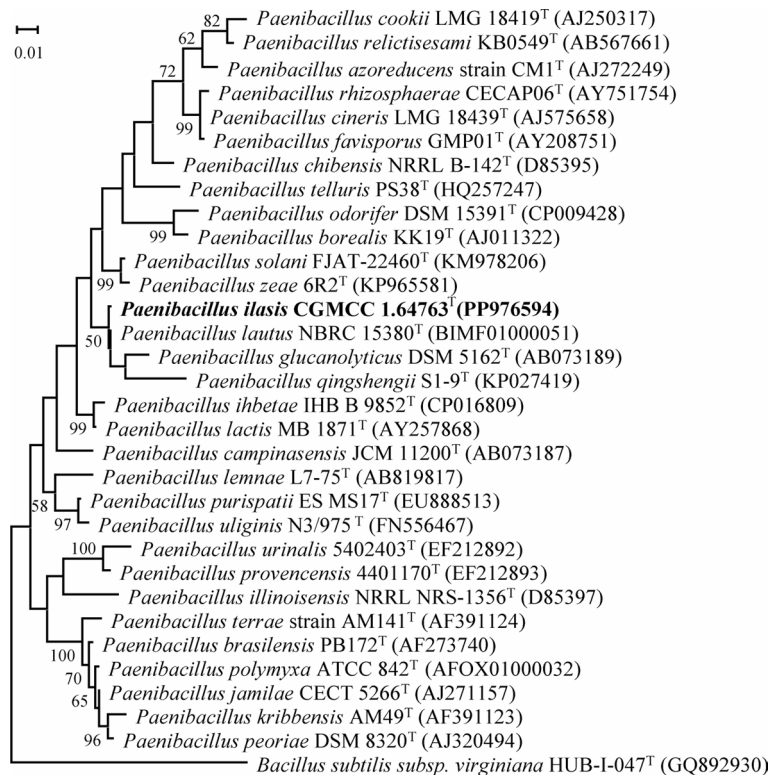 82 Paenibacillus cookii LMG 18419T (AJ250317)
0.01
62 Paenibacillus relictisesami KB0549T (AB567661)
72 Paenibacillus azoreducens strain CM1T (AJ272249)
Paenibacillus rhizosphaerae CECAP06T (AY751754)
Paenibacillus cineris LMG 18439T (AJ575658)
99
Paenibacillus favisporus GMP01T (AY208751)
Paenibacillus chibensis NRRL B-142T (D85395)
Paenibacillus telluris PS38T (HQ257247)
Paenibacillus odorifer DSM 15391T (CP009428)
99 Paenibacillus borealis KK19T (AJ011322)
Paenibacillus solani FJAT-22460T (KM978206)
99 Paenibacillus zeae 6R2T (KP965581)
Paenibacillus ilasis CGMCC 1.64763T(PP976594)
Paenibacillus lautus NBRC 15380T (BIMF01000051)
50
Paenibacillus glucanolyticus DSM 5162T (AB073189)
Paenibacillus qingshengii S1-9T (KP027419)
Paenibacillus ihbetae IHB B 9852T (CP016809)
99 Paenibacillus lactis MB 1871T (AY257868)
Paenibacillus campinasensis JCM 11200T (AB073187)
Paenibacillus lemnae L7-75T (AB819817)
58 Paenibacillus purispatii ES MS17T (EU888513)
97 Paenibacillus uliginis N3/975 T (FN556467)
100 Paenibacillus urinalis 5402403T (EF212892)
Paenibacillus provencensis 4401170T (EF212893)
Paenibacillus illinoisensis NRRL NRS-1356T (D85397)
Paenibacillus terrae strain AM141T (AF391124)
Paenibacillus brasilensis PB172T (AF273740)
100
Paenibacillus polymyxa ATCC 842T (AFOX01000032)
70
Paenibacillus jamilae CECT 5266T (AJ271157)
65
Paenibacillus kribbensis AM49T (AF391123)
96 Paenibacillus peoriae DSM 8320T (AJ320494)
Bacillus subtilis subsp. virginiana HUB-I-047T (GQ892930)